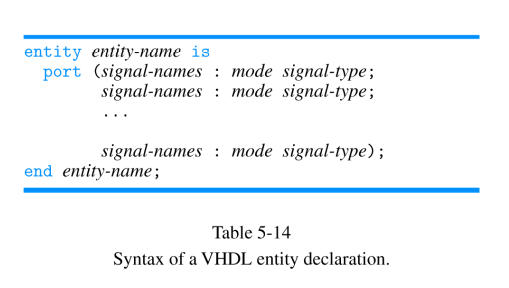 entity entity-name is
port (signal-names : mode signal-type;
signal-names : mode signal-type;
...
signal-names : mode signal-type);
end entity-name;
Table 5-14
Syntax of a VHDL entity declaration.